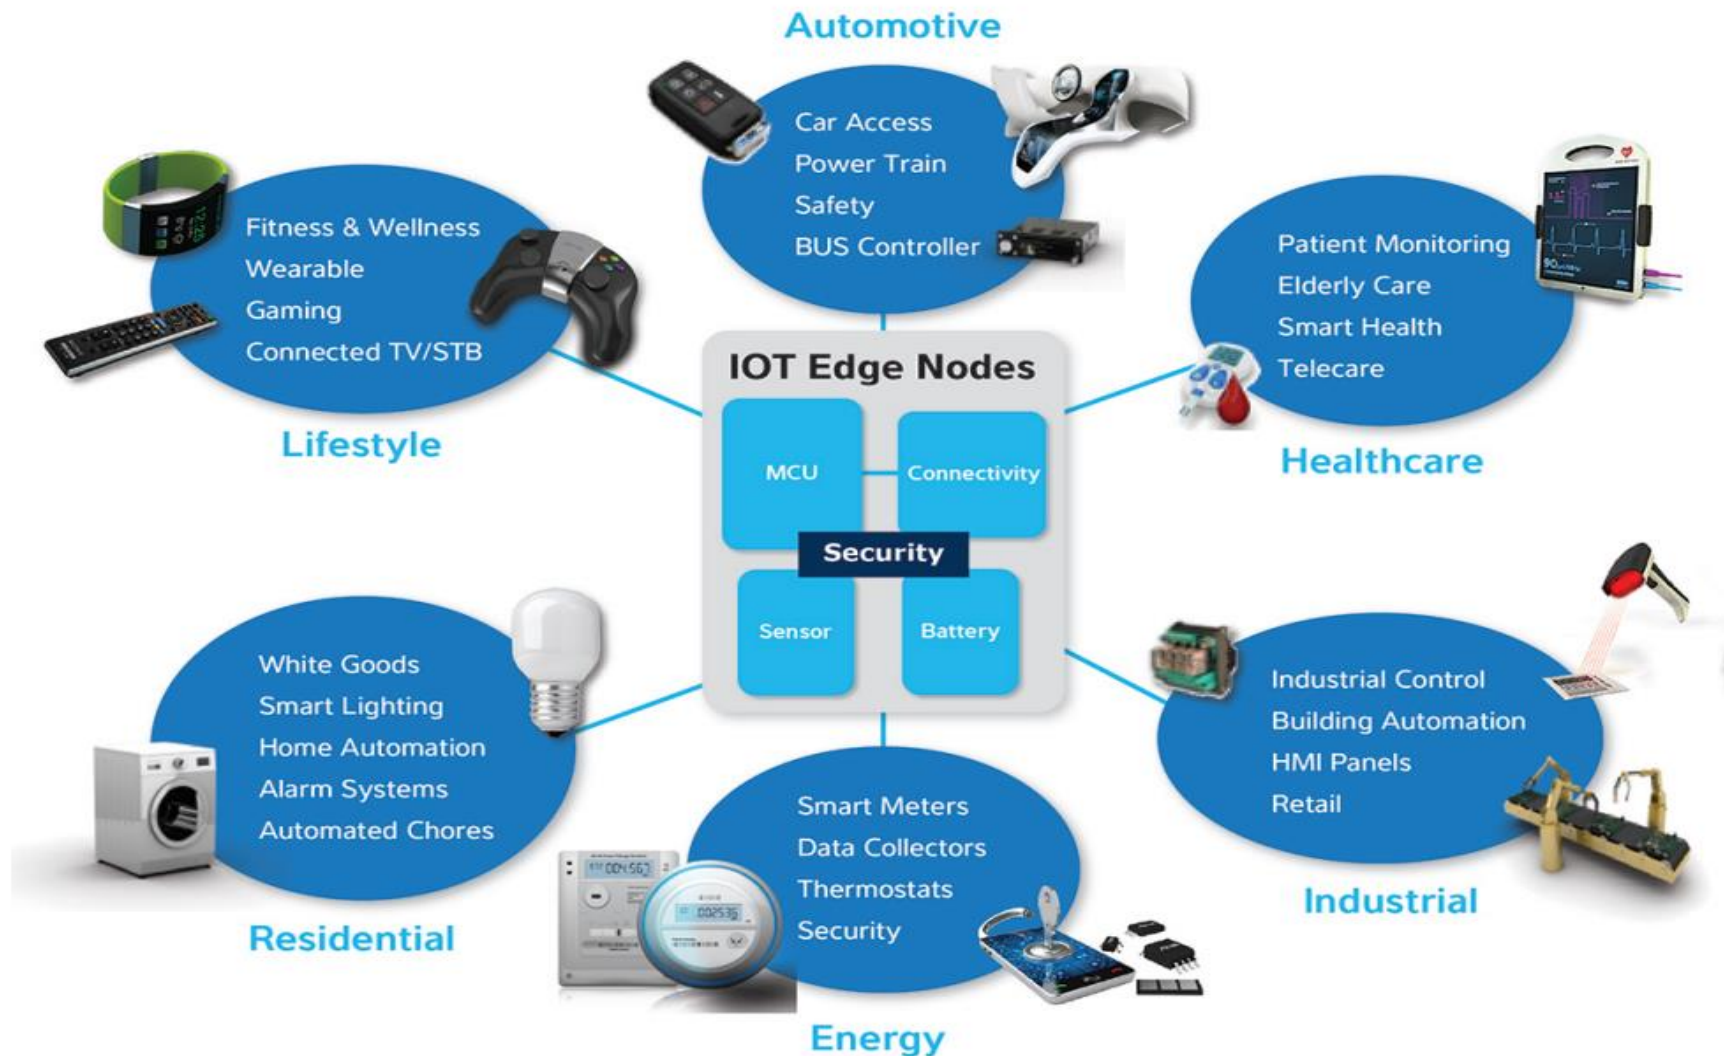 Automotive
Car Access
Power Train
Safety
BUS Controller
Fitness & Wellness
Wearable
Gaming
Connected TV/STB
Lifestyle
Patient Monitoring
Elderly Care
Smart Health
Telecare
Healthcare
IOT Edge Nodes
MCU
Connectivity
Security
Sensor
Battery
White Goods
Smart Lighting
Home Automation
Alarm Systems
Automated Chores
Residential
Smart Meters
Data Collectors
Thermostats
Security
Energy
Industrial Control
Building Automation
HMI Panels
Retail
Industrial
12:25
90